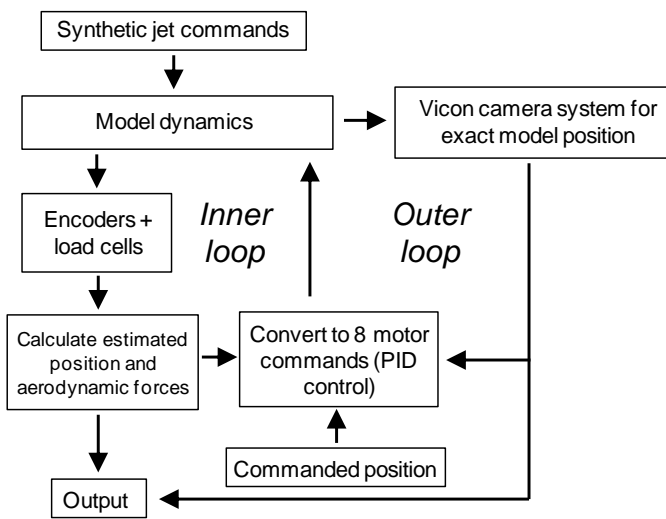 Synthetic jet commands
Model dynamics
Vicon camera system for
exact model position
Encoders +
load cells
Inner
loop
Outer
loop
Calculate estimated
position and
aerodynamic forces
Convert to 8 motor
commands (PID
control)
Commanded position
Output